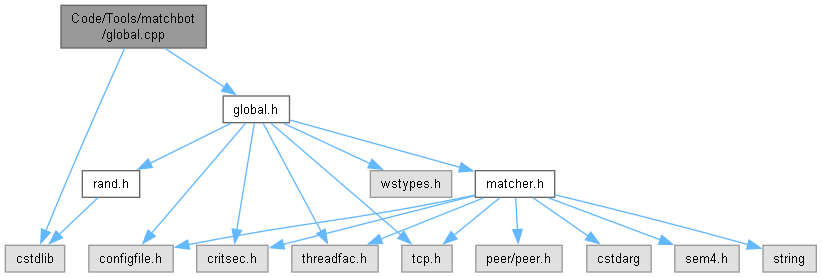 Code/Tools/matchbot
/global.cpp
global.h
rand.h
wstypes.h
matcher.h
cstdlib
configfile.h
critsec.h
threadfac.h
tcp.h
peer/peer.h
cstdarg
sem4.h
string